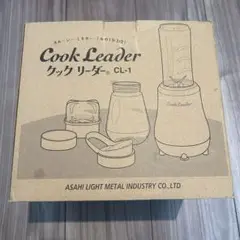 Cook Leader
クック リーダー® CL-1
Cook Leader
ASAHI LIGHT METAL INDUSTRY CO.,LTD